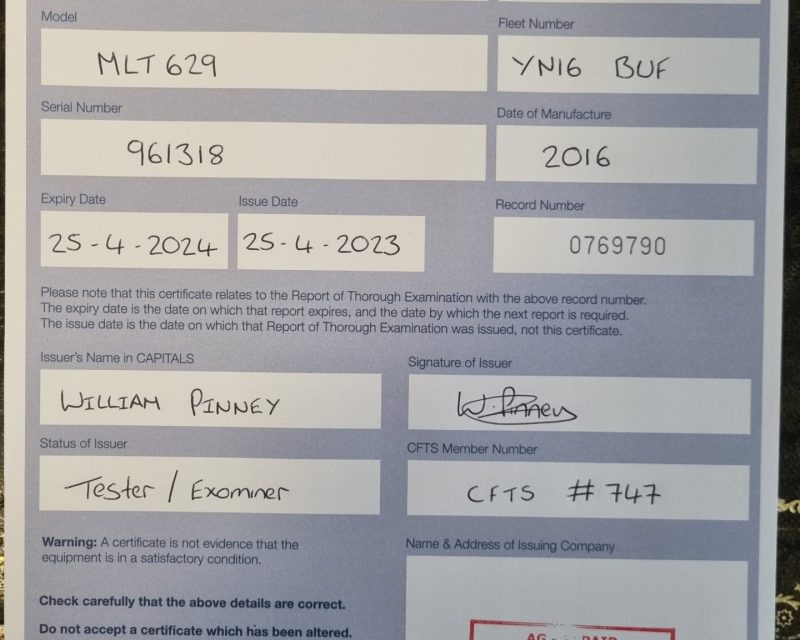 Model
Fleet Number
MLT 629
YN16 BUF
Serial Number
Date of Manufacture
961318
2016
Expiry Date
Issue Date
Record Number
25-4-2024
25-4-2023
0769790
Please note that this certificate relates to the Report of Thorough Examination with the above record number.
The expiry date is the date on which that report expires, and the date by which the next report is required.
The issue date is the date on which that Report of Thorough Examination was issued, not this certificate.
Issuer's Name in CAPITALS
Signature of Issuer
WILLIAM PINNEY
W. Pinney
Status of Issuer
CFTS Member Number
Tester / Examiner
CFTS #747
Warning: A certificate is not evidence that the
equipment is in a satisfactory condition.
Name & Address of Issuing Company
Check carefully that the above details are correct.
Do not accept a certificate which has been altered.
AG